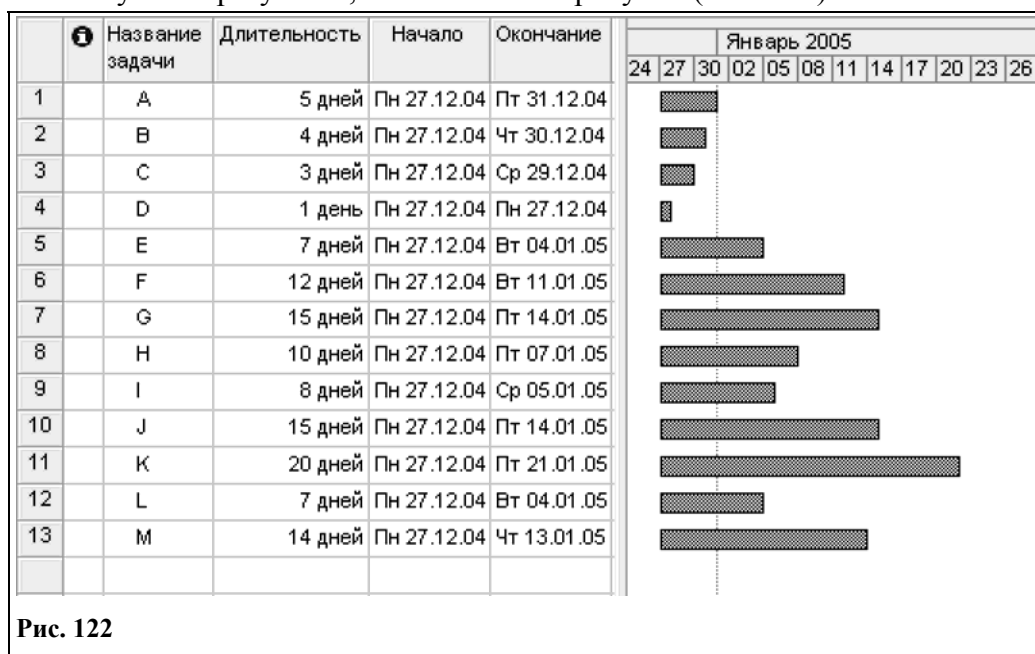 Название задачи Длительность Начало Окончание Январь 2005
24 27 30 02 05 08 11 14 17 20 23 26
1 A 5 дней Пн 27.12.04 Пт 31.12.04
2 B 4 дней Пн 27.12.04 Чт 30.12.04
3 C 3 дней Пн 27.12.04 Ср 29.12.04
4 D 1 день Пн 27.12.04 Пн 27.12.04
5 E 7 дней Пн 27.12.04 Вт 04.01.05
6 F 12 дней Пн 27.12.04 Вт 11.01.05
7 G 15 дней Пн 27.12.04 Пт 14.01.05
8 H 10 дней Пн 27.12.04 Пт 07.01.05
9 I 8 дней Пн 27.12.04 Ср 05.01.05
10 J 15 дней Пн 27.12.04 Пт 14.01.05
11 K 20 дней Пн 27.12.04 Пт 21.01.05
12 L 7 дней Пн 27.12.04 Вт 04.01.05
13 M 14 дней Пн 27.12.04 Чт 13.01.05
Рис. 122